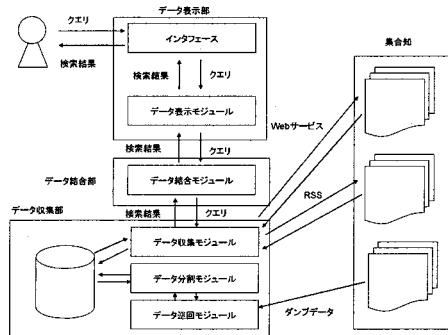 データ表示部
クエリ
インタフェース
検索結果
集合知
検索結果
クエリ
データ表示モジュール
Webサービス
検索結果
クエリ
データ結合部
データ結合モジュール
検索結果
クエリ
RSS
データ収集部
データ収集モジュール
データ分割モジュール
データ巡回モジュール
ダンプデータ